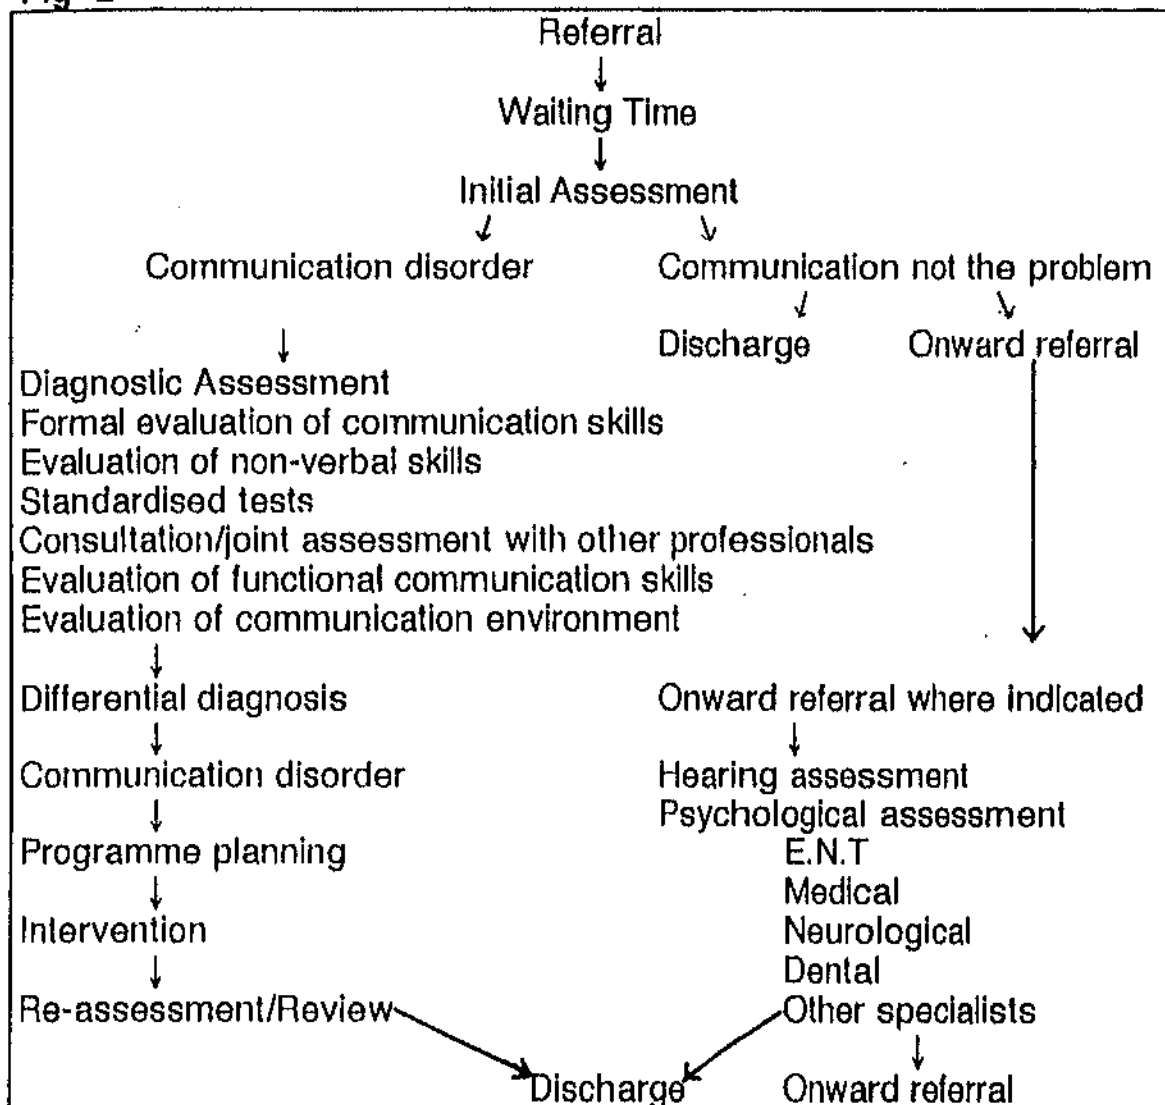 Referral
Waiting Time
Initial Assessment
Communication disorder Communication not the problem
Discharge Onward referral
Diagnostic Assessment
Formal evaluation of communication skills
Evaluation of non-verbal skills
Standardised tests
Consultation/joint assessment with other professionals
Evaluation of functional communication skills
Evaluation of communication environment
Differential diagnosis Onward referral where indicated
Communication disorder Hearing assessment
Psychological assessment
Programme planning E.N.T
Medical
Intervention Neurological
Dental
Re-assessment/Review Other specialists
Discharge Onward referral